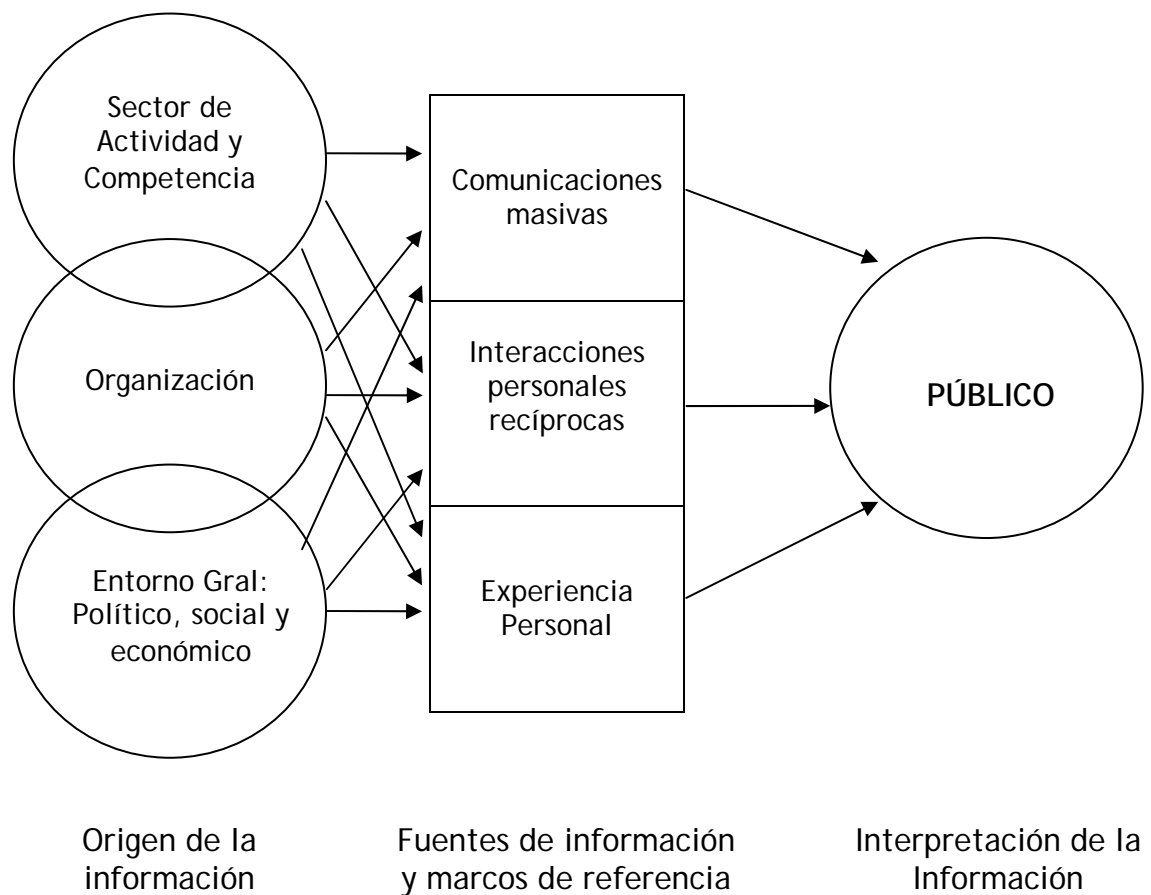 Sector de
Actividad y
Competencia
Organización
Entorno Gral:
Político, social y
económico
Comunicaciones
masivas
Interacciones
personales
recíprocas
Experiencia
Personal
PÚBLICO
Origen de la
información
Fuentes de información
y marcos de referencia
Interpretación de la
Información